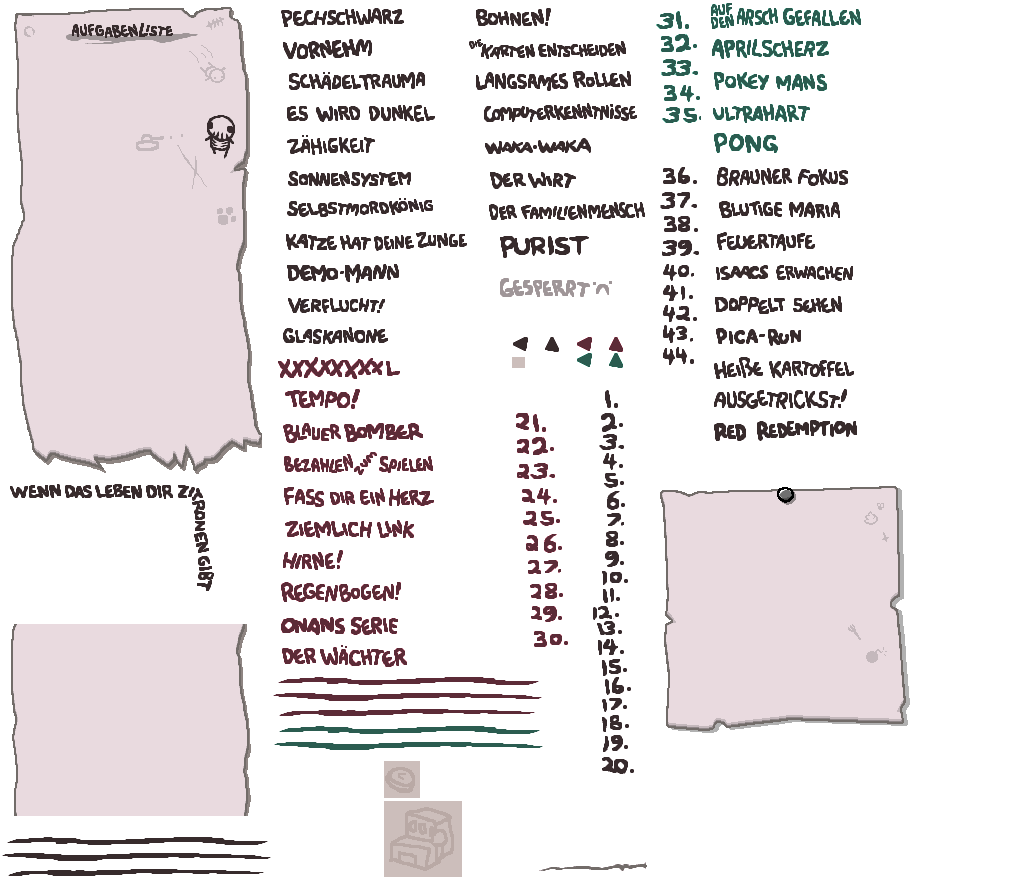 AUFGABENLISTE
WENN DAS LEBEN DIR ZITRONEN GIBT
PECHSCHWARZ
VORNEHM
SCHÄDELTRAUMA
ES WIRD DUNKEL
ZÄHIGKEIT
SONNENSYSTEM
SELBSTMORDKÖNIG
KATZE HAT DEINE ZUNGE
DEMO-MANN
VERFLUCHT!
GLASKANONE
XXXXXXXXL
TEMPO!
BLAUER BOMBER
BEZAHLEN ZUM SPIELEN
FASS DIR EIN HERZ
ZIEMLICH LINK
HIRNE!
REGENBOGEN!
ONANS SERIE
DER WÄCHTER
BOHNEN!
DIE KARTEN ENTSCHEIDEN
LANGSAMES ROLLEN
COMPUTERKENNTNISSE
WAKA-WAKA
DER WIRT
DER FAMILIENMENSCH
PURIST
GESPERRT :'(
21.
22.
23.
24.
25.
26.
27.
28.
29.
30.
1.
2.
3.
4.
5.
6.
7.
8.
9.
10.
11.
12.
13.
14.
15.
16.
17.
18.
19.
20.
31.
32.
33.
34.
35.
36.
37.
38.
39.
40.
41.
42.
43.
44.
AUF DEN ARSCH GEFALLEN
APRILSCHERZ
POKEY MANS
ULTRAHART
PONG
BRAUNER FOKUS
BLUTIGE MARIA
FEUERTAUFE
ISAACS ERWACHEN
DOPPELT SEHEN
PICA-RUN
HEIẞE KARTOFFEL
AUSGETRICKST!
RED REDEMPTION